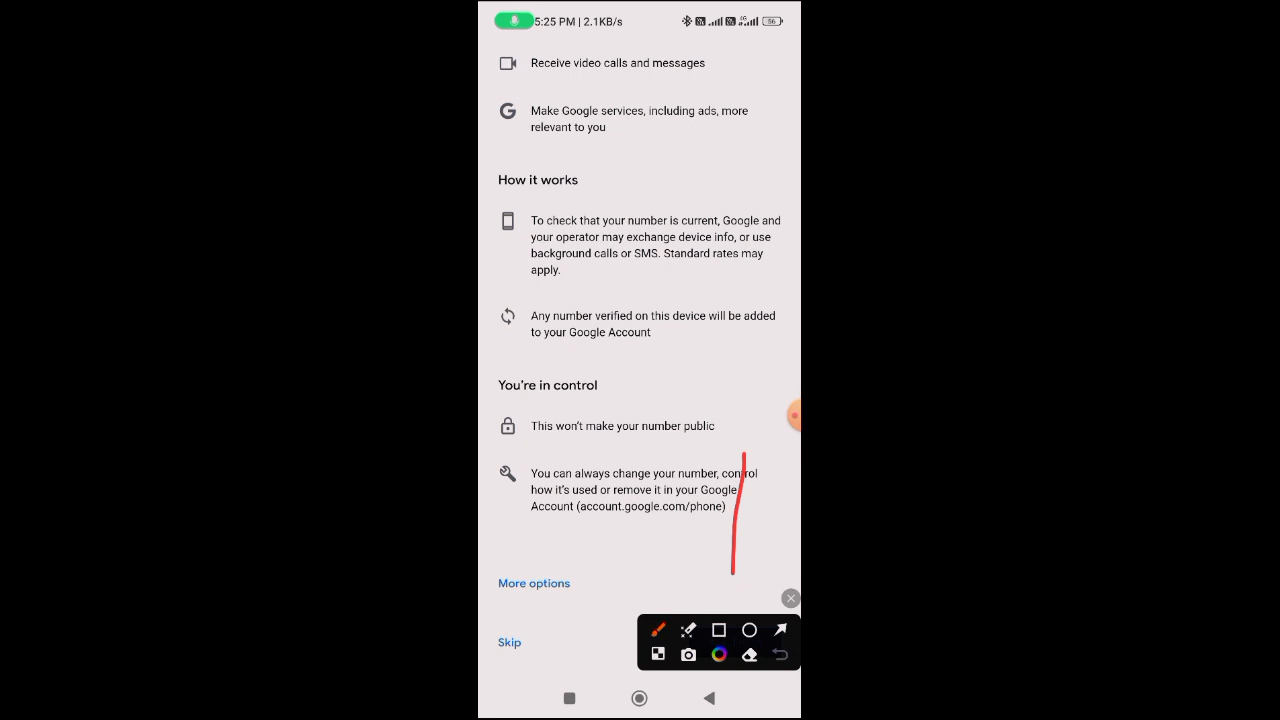 5:25 PM | 2.1KB/s 4G 56
Receive video calls and messages
Make Google services, including ads, more
relevant to you
How it works
To check that your number is current, Google and
your operator may exchange device info, or use
background calls or SMS. Standard rates may
apply.
Any number verified on this device will be added
to your Google Account
You're in control
This won't make your number public
You can always change your number, control
how it's used or remove it in your Google
Account (account.google.com/phone)
More options
Skip